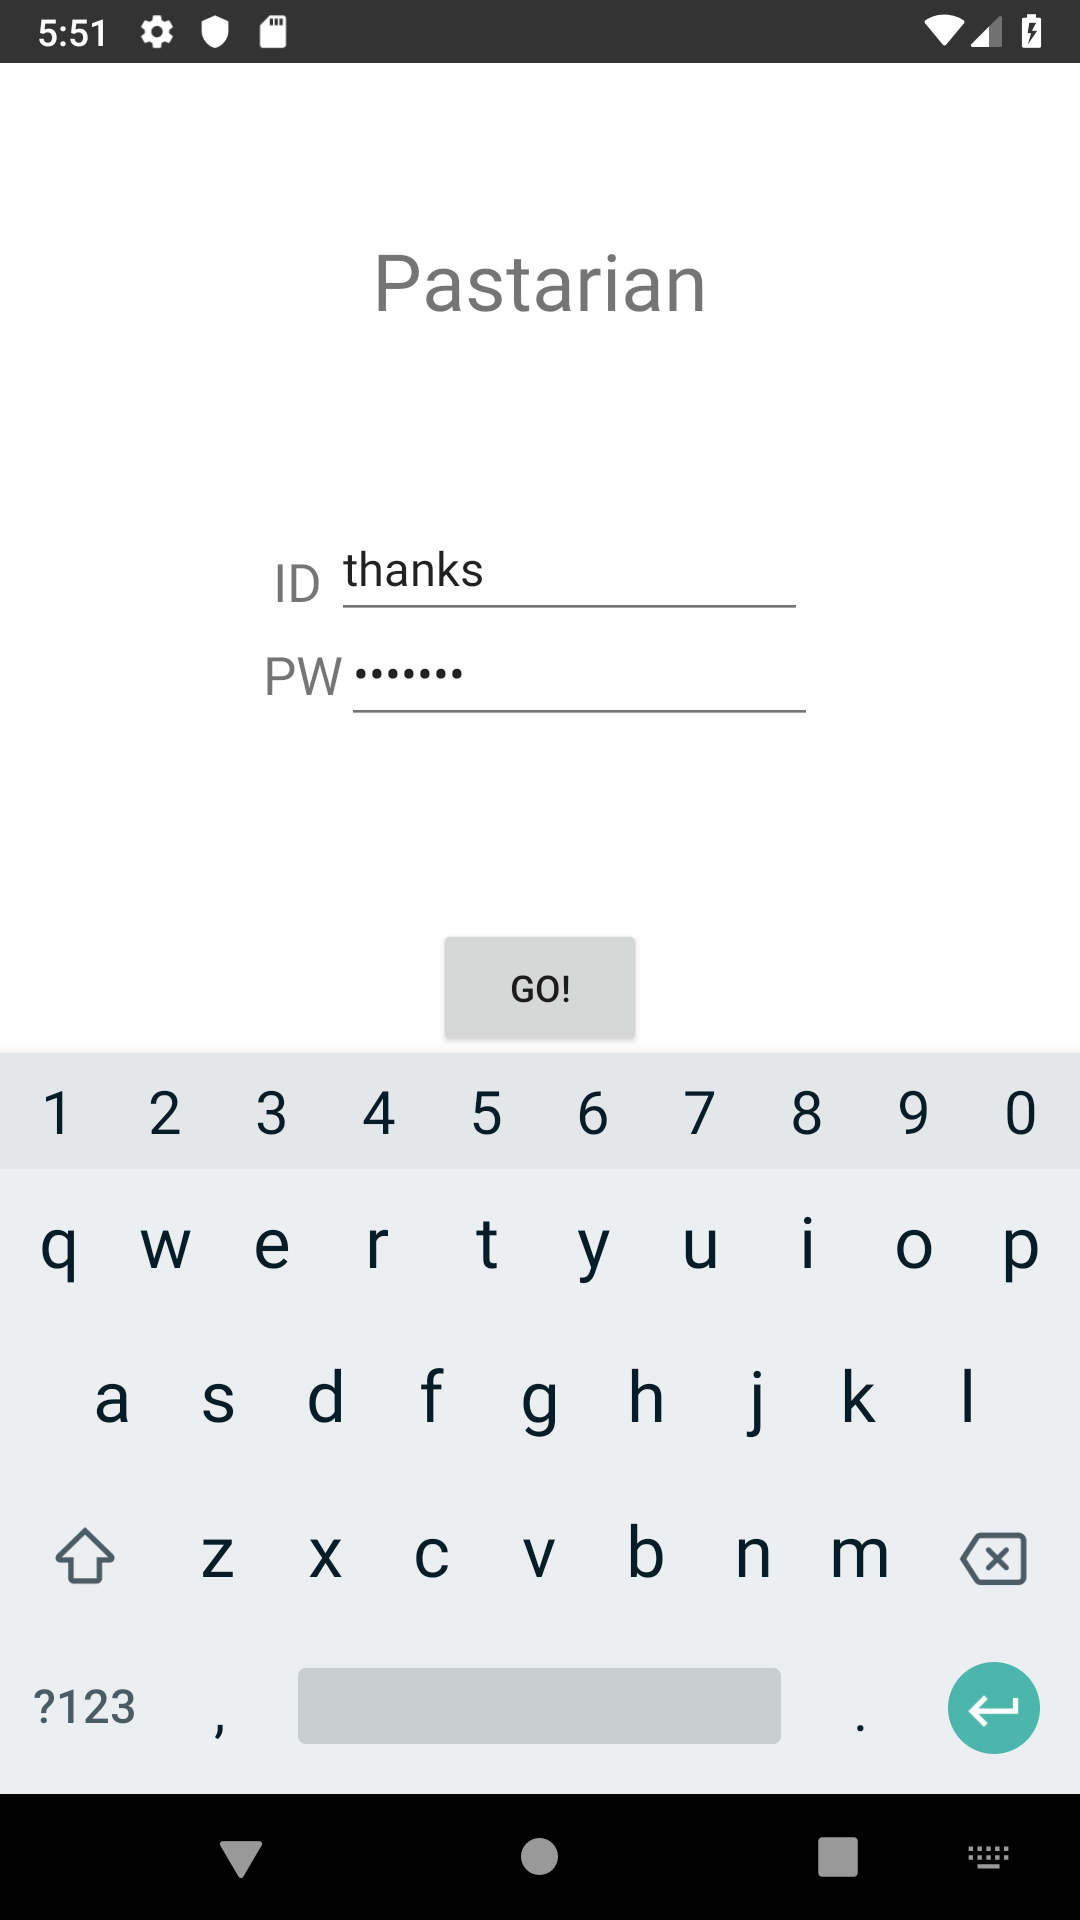 5:51
Pastarian
ID thanks
PW •••••••
GO!
1 2 3 4 5 6 7 8 9 0
q w e r t y u i o p
a s d f g h j k l
z x c v b n m
?123 , .